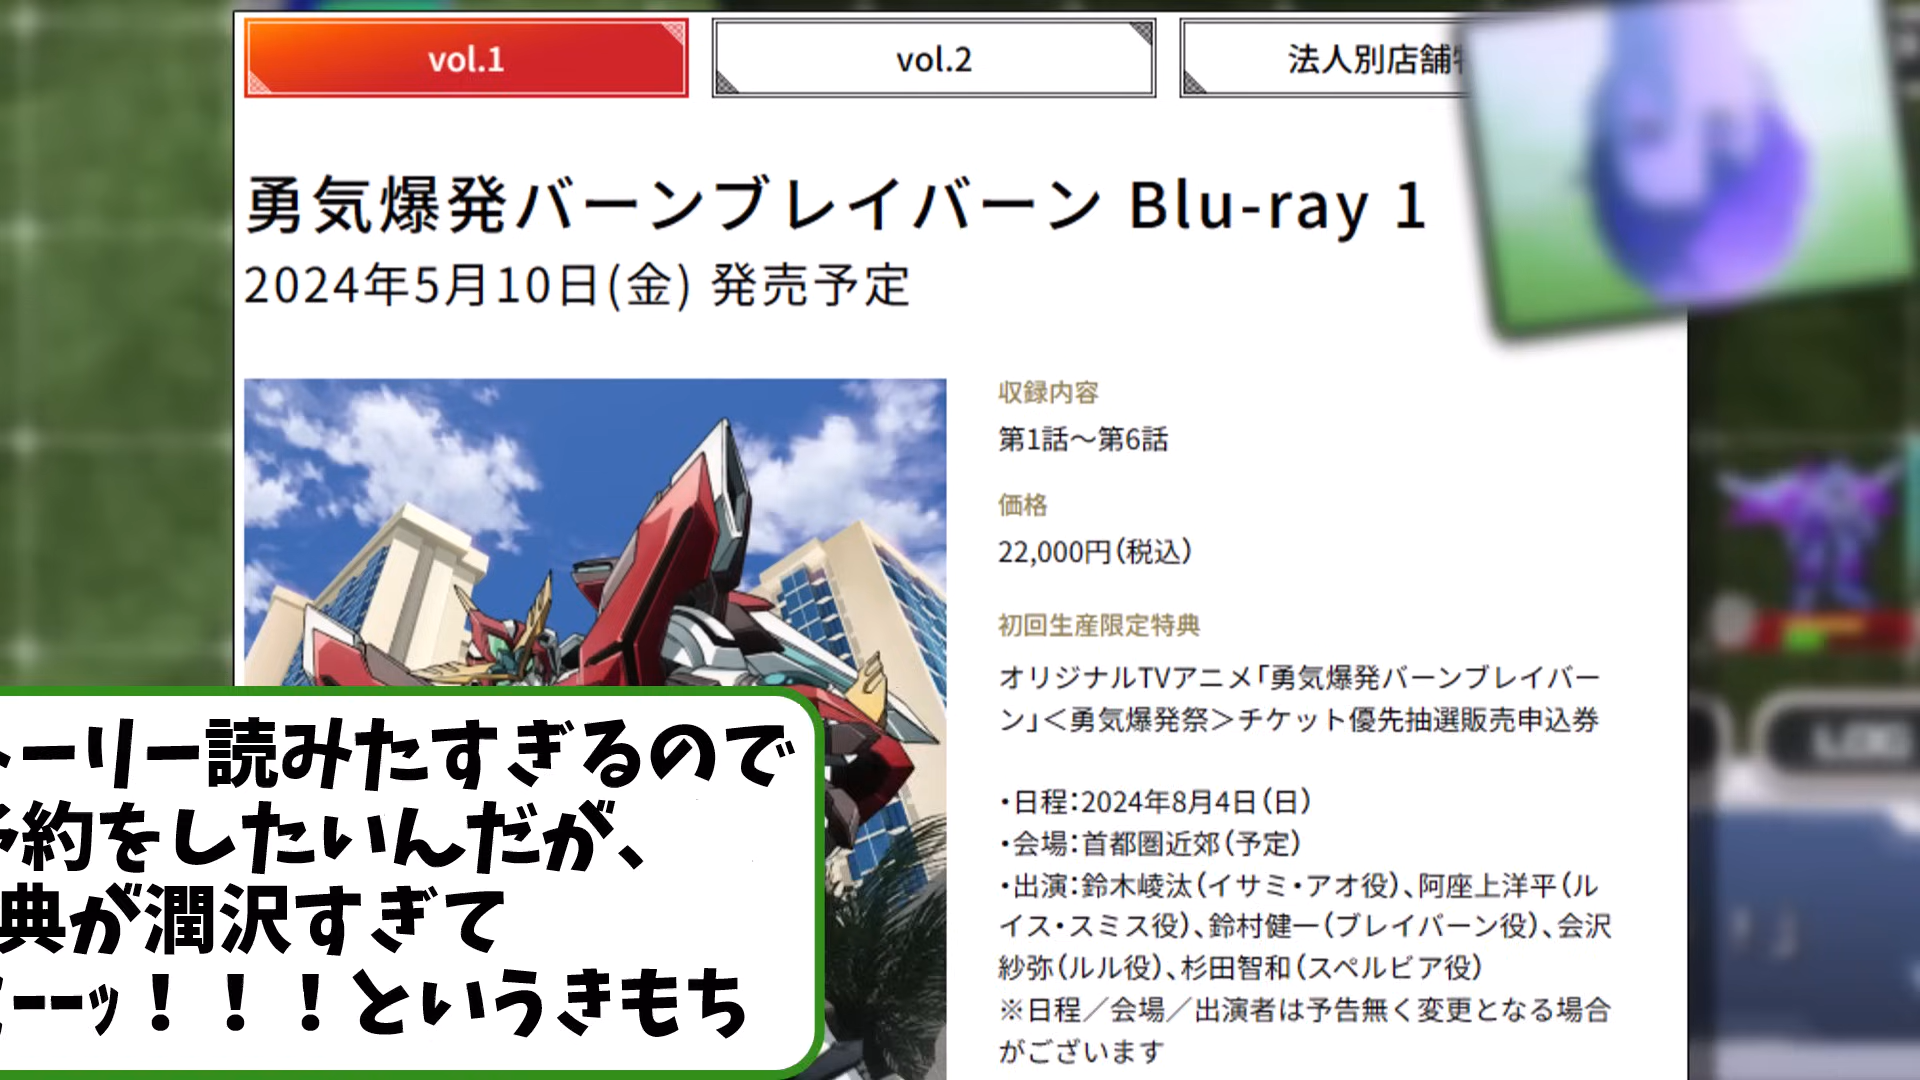 vol.1
vol.2
法人別店舗
勇気爆発バーンブレイバーン Blu-ray 1
2024年5月10日(金) 発売予定
収録内容
第1話～第6話
価格
22,000円(税込)
初回生産限定特典
オリジナルTVアニメ「勇気爆発バーンブレイバー
ン」＜勇気爆発祭＞チケット優先抽選販売申込券
・日程：2024年8月4日(日)
・会場：首都圏近郊(予定)
・出演：鈴木崚汰(イサミ・アオ役)、阿座上洋平(ル
イス・スミス役)、鈴村健一(ブレイバーン役)、会沢
紗弥(ルル役)、杉田智和(スペルビア役)
※日程／会場／出演者は予告無く変更となる場合
がございます
ーリー読みたすぎるので
約をしたいんだが、
典が潤沢すぎて
ーーッ！！！というきもち
LOG